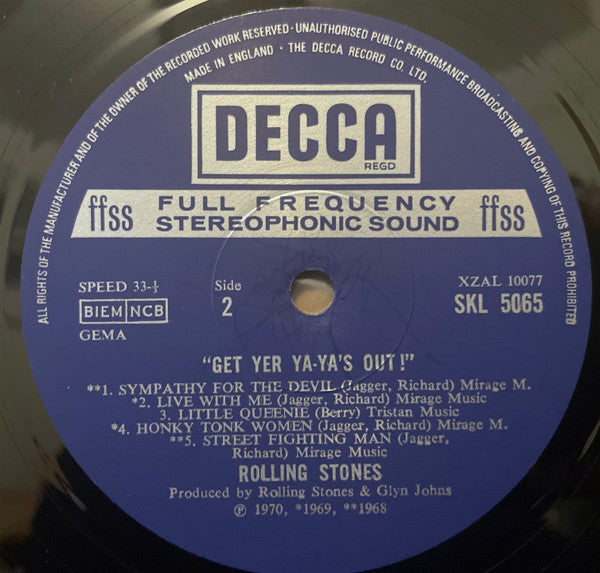 ALL RIGHTS OF THE MANUFACTURER AND OF THE OWNER OF THE RECORDED WORK RESERVED · UNAUTHORISED PUBLIC PERFORMANCE BROADCASTING AND COPYING OF THIS RECORD PROHIBITED
MADE IN ENGLAND · THE DECCA RECORD CO. LTD.
DECCA
REGD
ffss FULL FREQUENCY ffss
STEREOPHONIC SOUND
SPEED 33-⅓ Side XZAL 10077
BIEM NCB 2 SKL 5065
GEMA
"GET YER YA-YA'S OUT!"
**1. SYMPATHY FOR THE DEVIL (Jagger, Richard) Mirage M.
*2. LIVE WITH ME (Jagger, Richard) Mirage Music
3. LITTLE QUEENIE (Berry) Tristan Music
*4. HONKY TONK WOMEN (Jagger, Richard) Mirage M.
**5. STREET FIGHTING MAN (Jagger,
Richard) Mirage Music
ROLLING STONES
Produced by Rolling Stones & Glyn Johns
℗ 1970, *1969, **1968